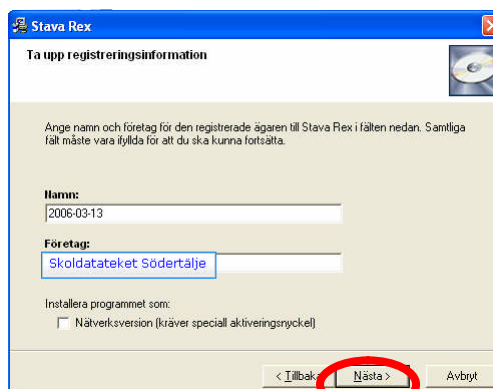 Stava Rex
Ta upp registreringsinformation
Ange namn och företag för den registrerade ägaren till Stava Rex i fälten nedan. Samtliga
fält måste vara ifyllda för att du ska kunna fortsätta.
Namn:
2006-03-13
Företag:
Skoldatateket Södertälje
Installera programmet som:
Nätverksversion (kräver speciall aktiveringsnyckel)
< Tillbaka Nästa > Avbryt